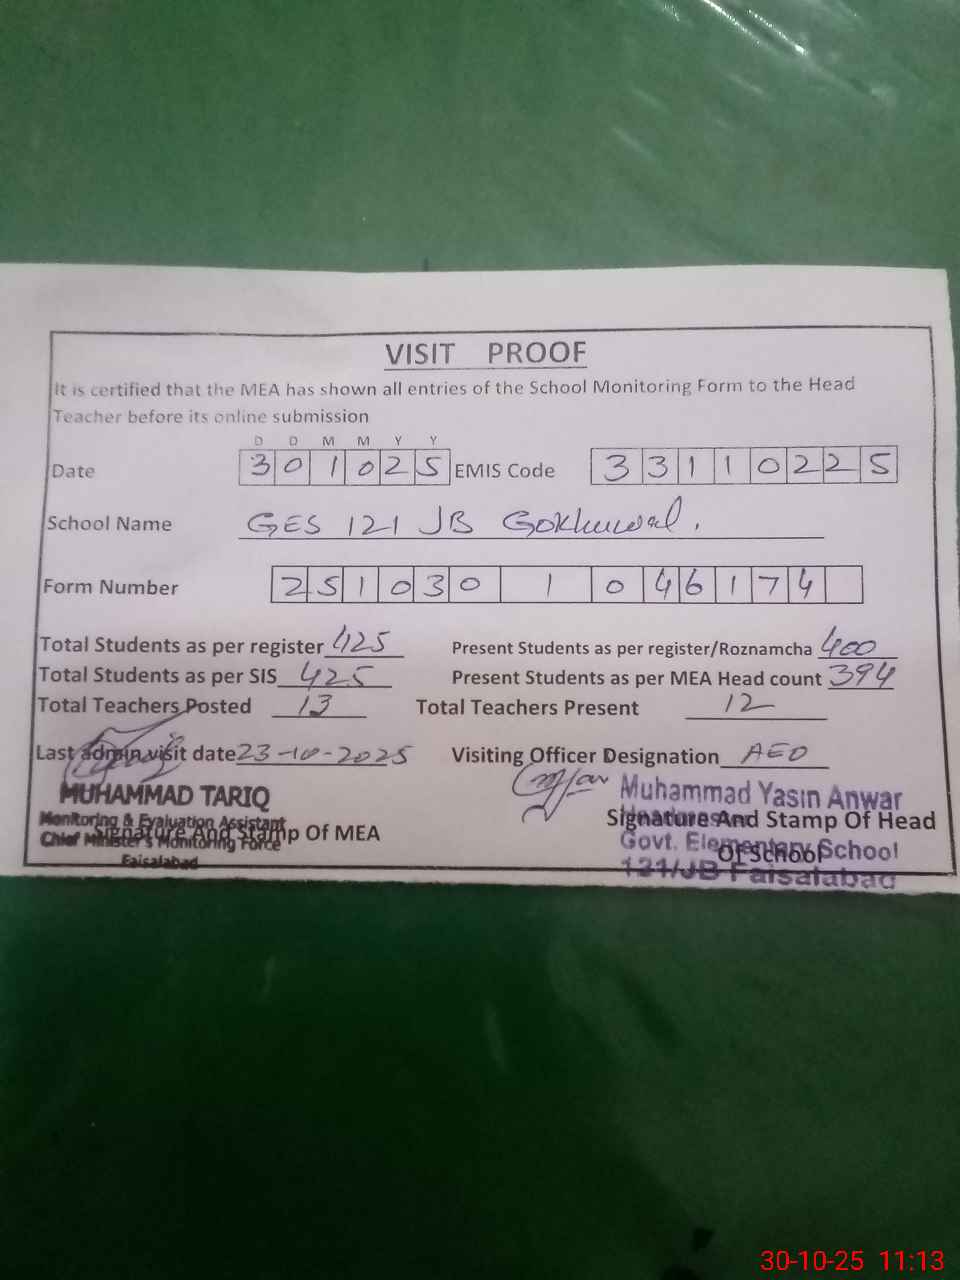 VISIT PROOF
It is certified that the MEA has shown all entries of the School Monitoring Form to the Head
Teacher before its online submission
D D M M Y Y
Date 3 0 1 0 2 5 EMIS Code 3 3 1 1 0 2 2 5
School Name GES 121 JB Gokhuwal.
Form Number 2 5 1 0 3 0 1 0 4 6 1 7 4
Total Students as per register 425 Present Students as per register/Roznamcha 400
Total Students as per SIS 425 Present Students as per MEA Head count 394
Total Teachers Posted 13 Total Teachers Present 12
Last admin visit date 23-10-2025 Visiting Officer Designation AEO
MUHAMMAD TARIQ
Monitoring & Evaluation Assistant
Chief Minister's Monitoring Force
Faisalabad
Signature And Stamp Of MEA
Muhammad Yasin Anwar
Signature And Stamp Of Head
Of School
Govt. Elementary School
121/JB Faisalabad
30-10-25 11:13